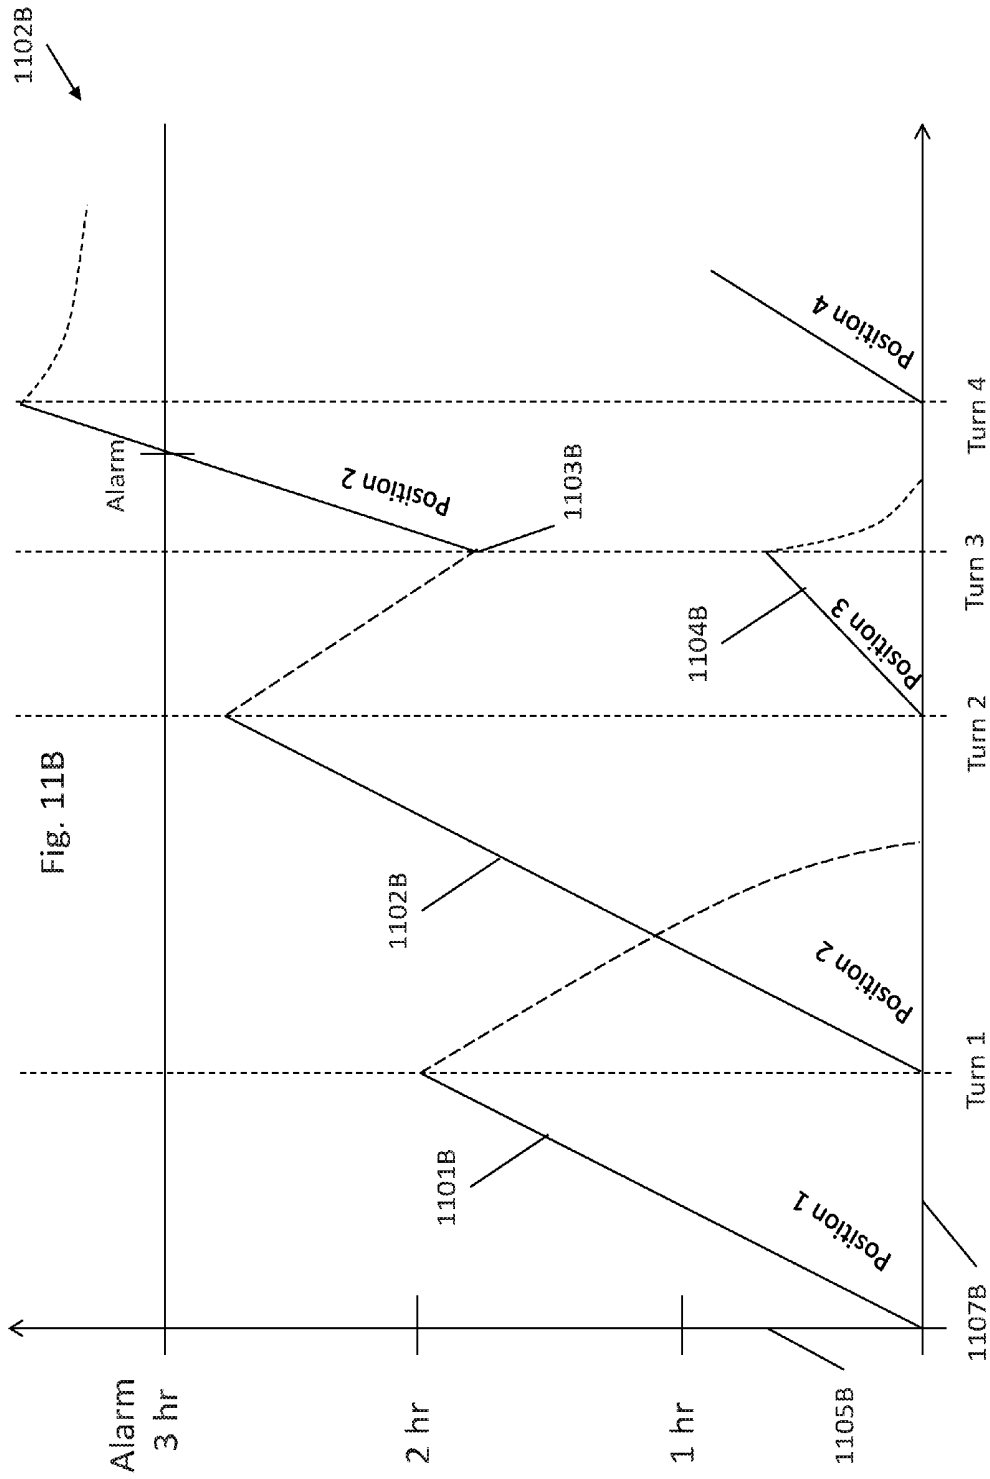 1102B
Fig. 11B
Alarm
3 hr
2 hr
1 hr
1105B
1107B
Alarm
1101B
1102B
1103B
1104B
Position 1
Position 2
Position 3
Position 2
Position 4
Turn 1
Turn 2
Turn 3
Turn 4